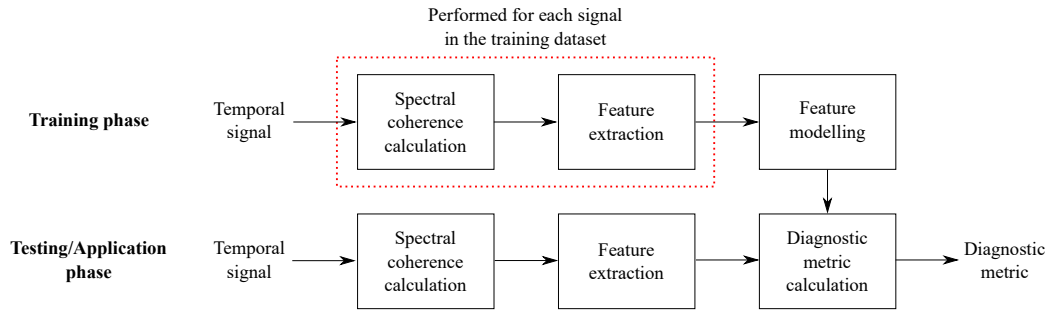 Performed for each signal
in the training dataset
Training phase
Temporal
signal
Spectral
coherence
calculation
Feature
extraction
Feature
modelling
Testing/Application
phase
Temporal
signal
Spectral
coherence
calculation
Feature
extraction
Diagnostic
metric
calculation
Diagnostic
metric